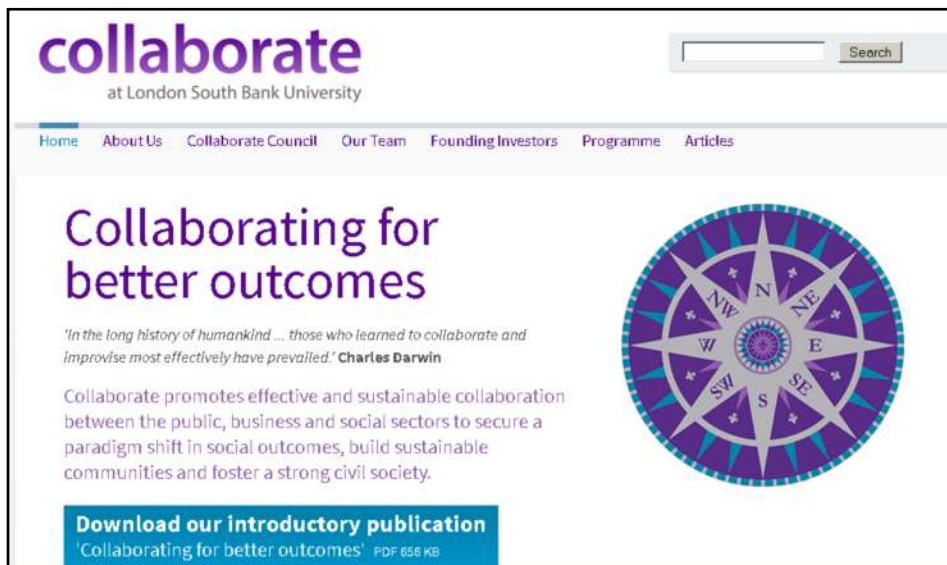 collaborate
at London South Bank University
Search
Home About Us Collaborate Council Our Team Founding Investors Programme Articles
Collaborating for
better outcomes
'In the long history of humankind ... those who learned to collaborate and
improvise most effectively have prevailed.' Charles Darwin
Collaborate promotes effective and sustainable collaboration
between the public, business and social sectors to secure a
paradigm shift in social outcomes, build sustainable
communities and foster a strong civil society.
Download our introductory publication
'Collaborating for better outcomes' PDF 656 KB
N
NE
E
SE
S
SW
W
NW